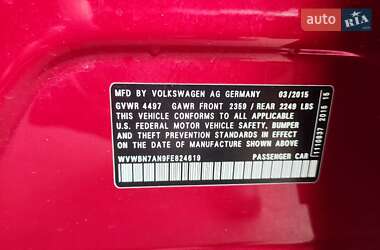 auto RIA
MFD BY VOLKSWAGEN AG GERMANY 03/2015
GVWR 4497 GAWR FRONT 2359 / REAR 2249 LBS
THIS VEHICLE CONFORMS TO ALL APPLICABLE
U.S. FEDERAL MOTOR VEHICLE SAFETY, BUMPER
AND THEFT PREVENTION STANDARDS IN EFFECT
ON THE DATE OF MANUFACTURE SHOWN ABOVE
WVWBN7AN9FE824619 PASSENGER CAR